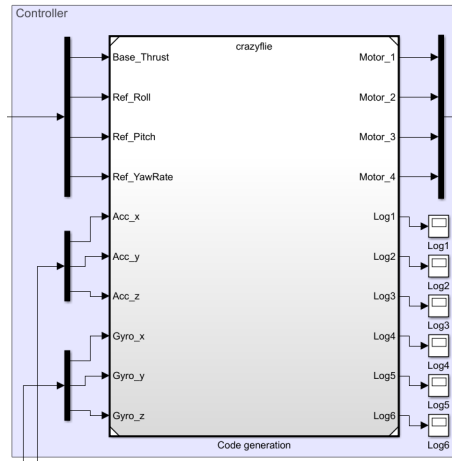 Controller
crazyflie
Base_Thrust
Motor_1
Ref_Roll
Motor_2
Ref_Pitch
Motor_3
Ref_YawRate
Motor_4
Acc_x
Log1
Log1
Acc_y
Log2
Log2
Acc_z
Log3
Log3
Gyro_x
Log4
Log4
Gyro_y
Log5
Log5
Gyro_z
Log6
Code generation
Log6